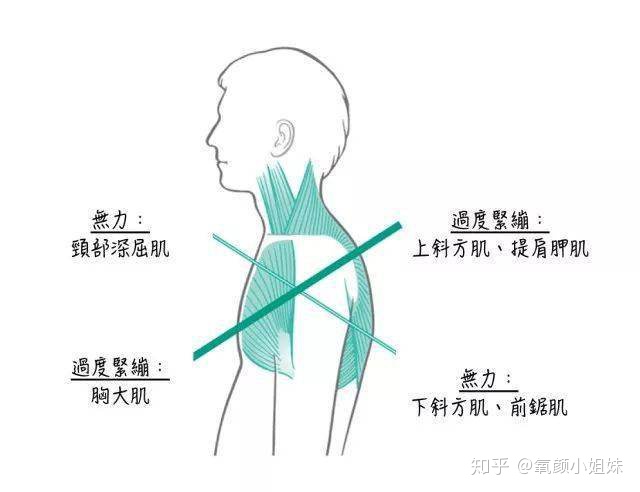 無力：
頸部深屈肌
過度緊繃：
上斜方肌、提肩胛肌
過度緊繃：
胸大肌
無力：
下斜方肌、前鋸肌
知乎 @氧颜小姐妹